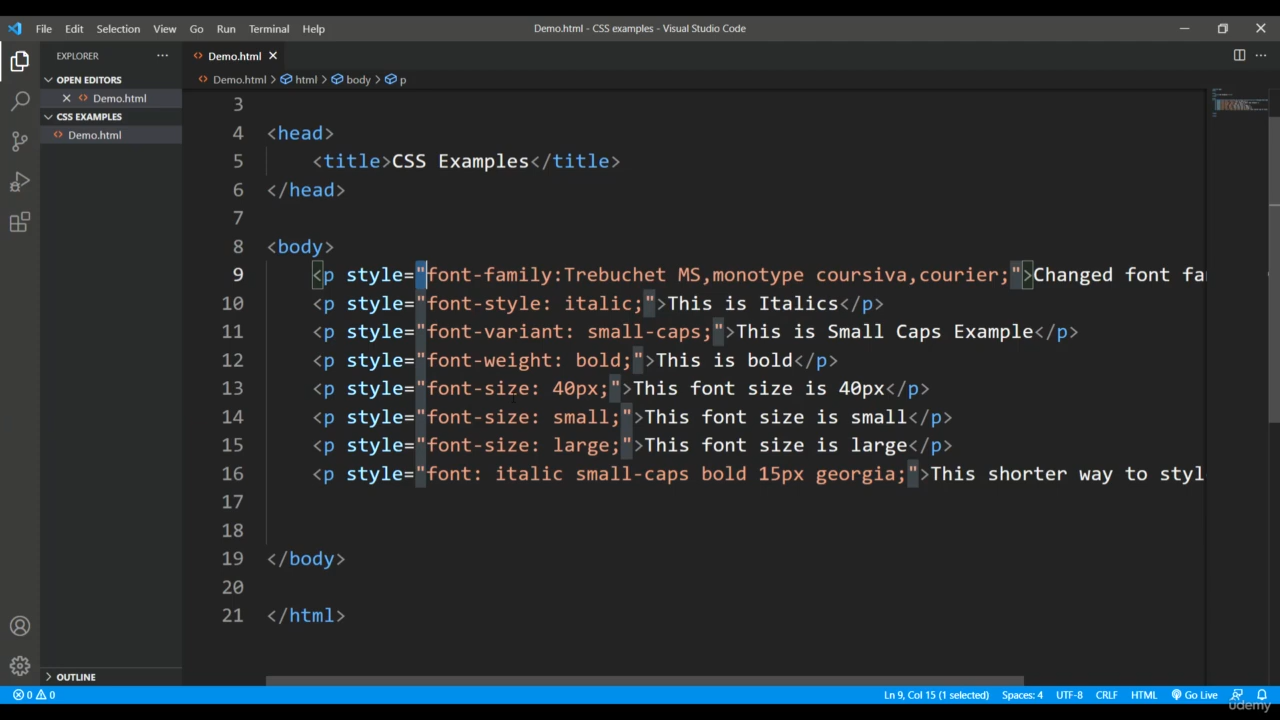 File Edit Selection View Go Run Terminal Help
Demo.html - CSS examples - Visual Studio Code
EXPLORER
Demo.html
OPEN EDITORS
Demo.html
CSS EXAMPLES
Demo.html
Demo.html > html > body > p
3
4 <head>
5 <title>CSS Examples</title>
6 </head>
7
8 <body>
9 <p style="font-family:Trebuchet MS,monotype coursiva,courier;">Changed font fa
10 <p style="font-style: italic;">This is Italics</p>
11 <p style="font-variant: small-caps;">This is Small Caps Example</p>
12 <p style="font-weight: bold;">This is bold</p>
13 <p style="font-size: 40px;">This font size is 40px</p>
14 <p style="font-size: small;">This font size is small</p>
15 <p style="font-size: large;">This font size is large</p>
16 <p style="font: italic small-caps bold 15px georgia;">This shorter way to styl
17
18
19 </body>
20
21 </html>
OUTLINE
0 0
Ln 9, Col 15 (1 selected) Spaces: 4 UTF-8 CRLF HTML Go Live
udemy